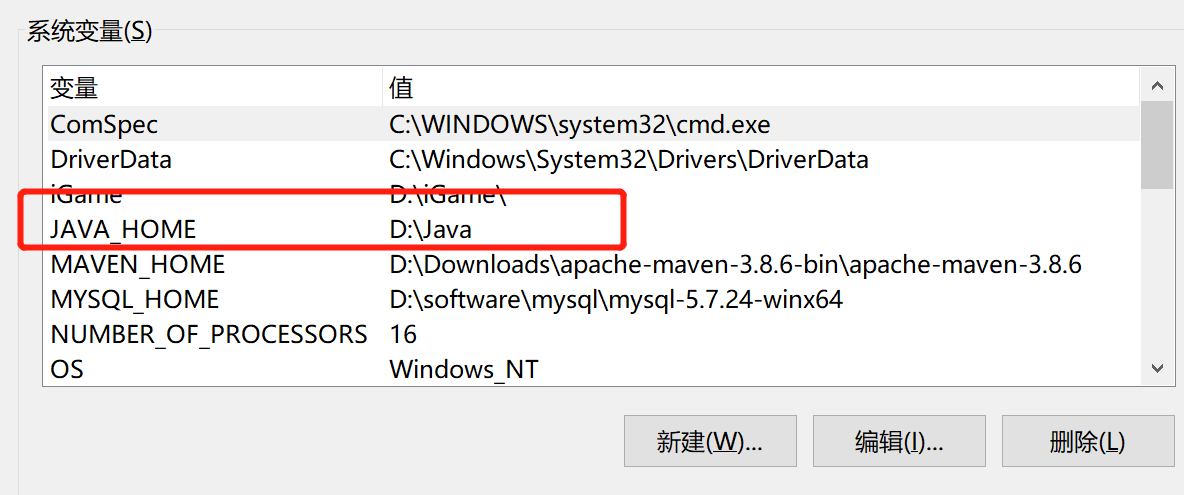 系统变量(S)
变量 值
ComSpec C:\WINDOWS\system32\cmd.exe
DriverData C:\Windows\System32\Drivers\DriverData
iGame D:\iGame\
JAVA_HOME D:\Java
MAVEN_HOME D:\Downloads\apache-maven-3.8.6-bin\apache-maven-3.8.6
MYSQL_HOME D:\software\mysql\mysql-5.7.24-winx64
NUMBER_OF_PROCESSORS 16
OS Windows_NT
新建(W)... 编辑(I)... 删除(L)